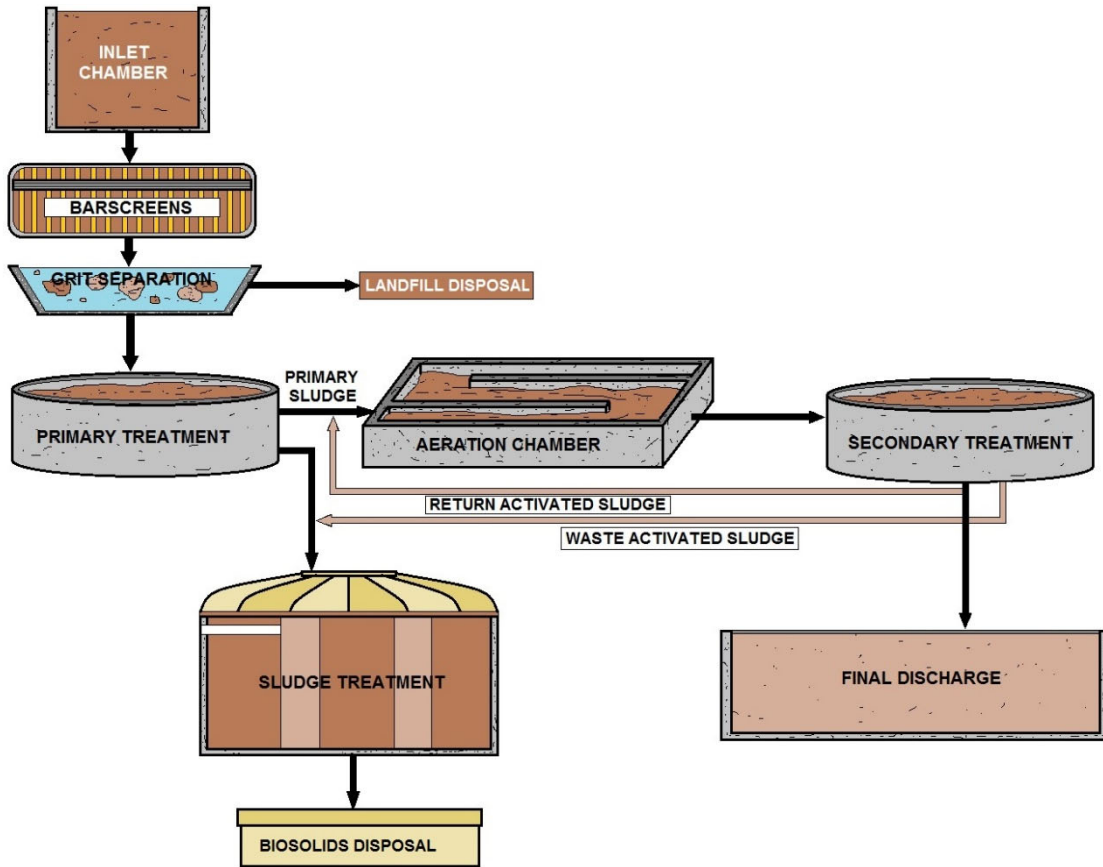 INLET
CHAMBER
BARSCREENS
GRIT SEPARATION
LANDFILL DISPOSAL
PRIMARY
SLUDGE
PRIMARY TREATMENT
AERATION CHAMBER
SECONDARY TREATMENT
RETURN ACTIVATED SLUDGE
WASTE ACTIVATED SLUDGE
SLUDGE TREATMENT
FINAL DISCHARGE
BIOSOLIDS DISPOSAL